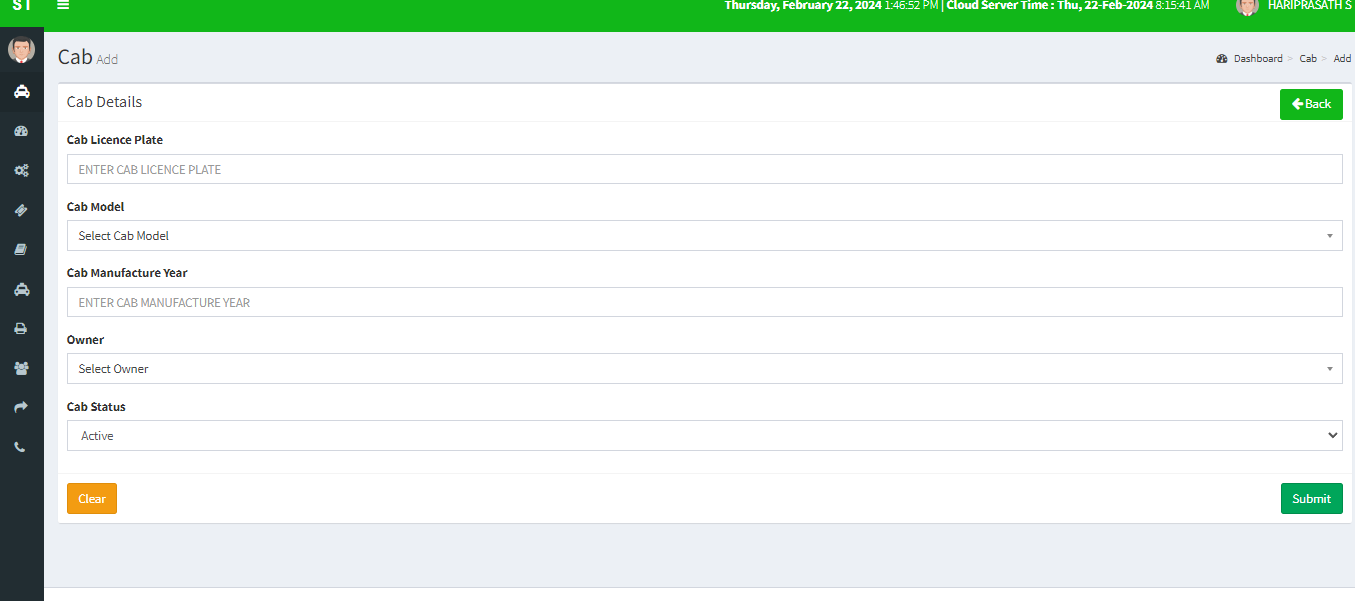 ST Thursday, February 22, 2024 1:46:52 PM | Cloud Server Time : Thu, 22-Feb-2024 8:15:41 AM HARIPRASATH S
Cab Add Dashboard > Cab > Add
Cab Details Back
Cab Licence Plate
ENTER CAB LICENCE PLATE
Cab Model
Select Cab Model
Cab Manufacture Year
ENTER CAB MANUFACTURE YEAR
Owner
Select Owner
Cab Status
Active
Clear Submit